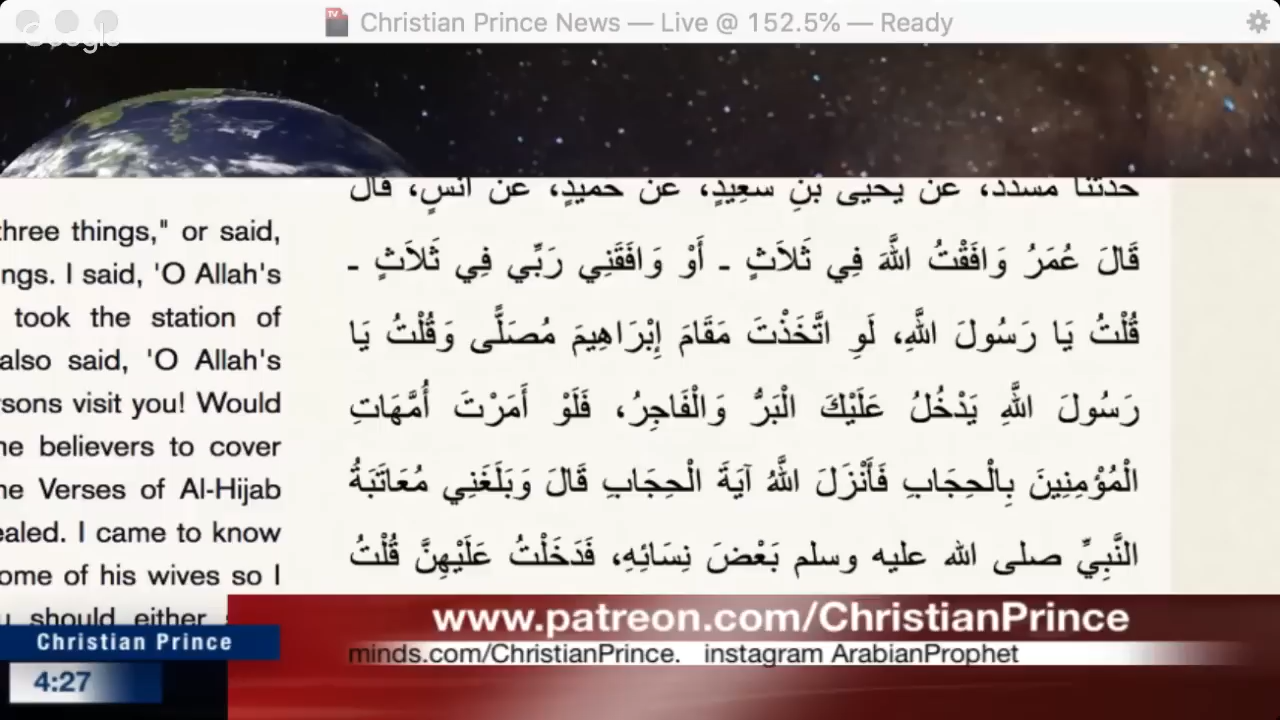 Christian Prince News — Live @ 152.5% — Ready
Google
three things," or said,
ngs. I said, 'O Allah's
took the station of
also said, 'O Allah's
sons visit you! Would
he believers to cover
he Verses of Al-Hijab
ealed. I came to know
ome of his wives so I
should either
حدثنا مسدد، عن يحيى بن سعيدٍ، عن حميدٍ، عن أنسٍ، قال
قَالَ عُمَرُ وَافَقْتُ اللَّهَ فِي ثَلاَثٍ ـ أَوْ وَافَقَنِي رَبِّي فِي ثَلاَثٍ ـ
قُلْتُ يَا رَسُولَ اللَّهِ، لَوِ اتَّخَذْتَ مَقَامَ إِبْرَاهِيمَ مُصَلًّى وَقُلْتُ يَا
رَسُولَ اللَّهِ يَدْخُلُ عَلَيْكَ الْبَرُّ وَالْفَاجِرُ، فَلَوْ أَمَرْتَ أُمَّهَاتِ
الْمُؤْمِنِينَ بِالْحِجَابِ فَأَنْزَلَ اللَّهُ آيَةَ الْحِجَابِ قَالَ وَبَلَغَنِي مُعَاتَبَةُ
النَّبِيِّ صلى الله عليه وسلم بَعْضَ نِسَائِهِ، فَدَخَلْتُ عَلَيْهِنَّ قُلْتُ
www.patreon.com/ChristianPrince
minds.com/ChristianPrince. instagram ArabianProphet
Christian Prince
4:27